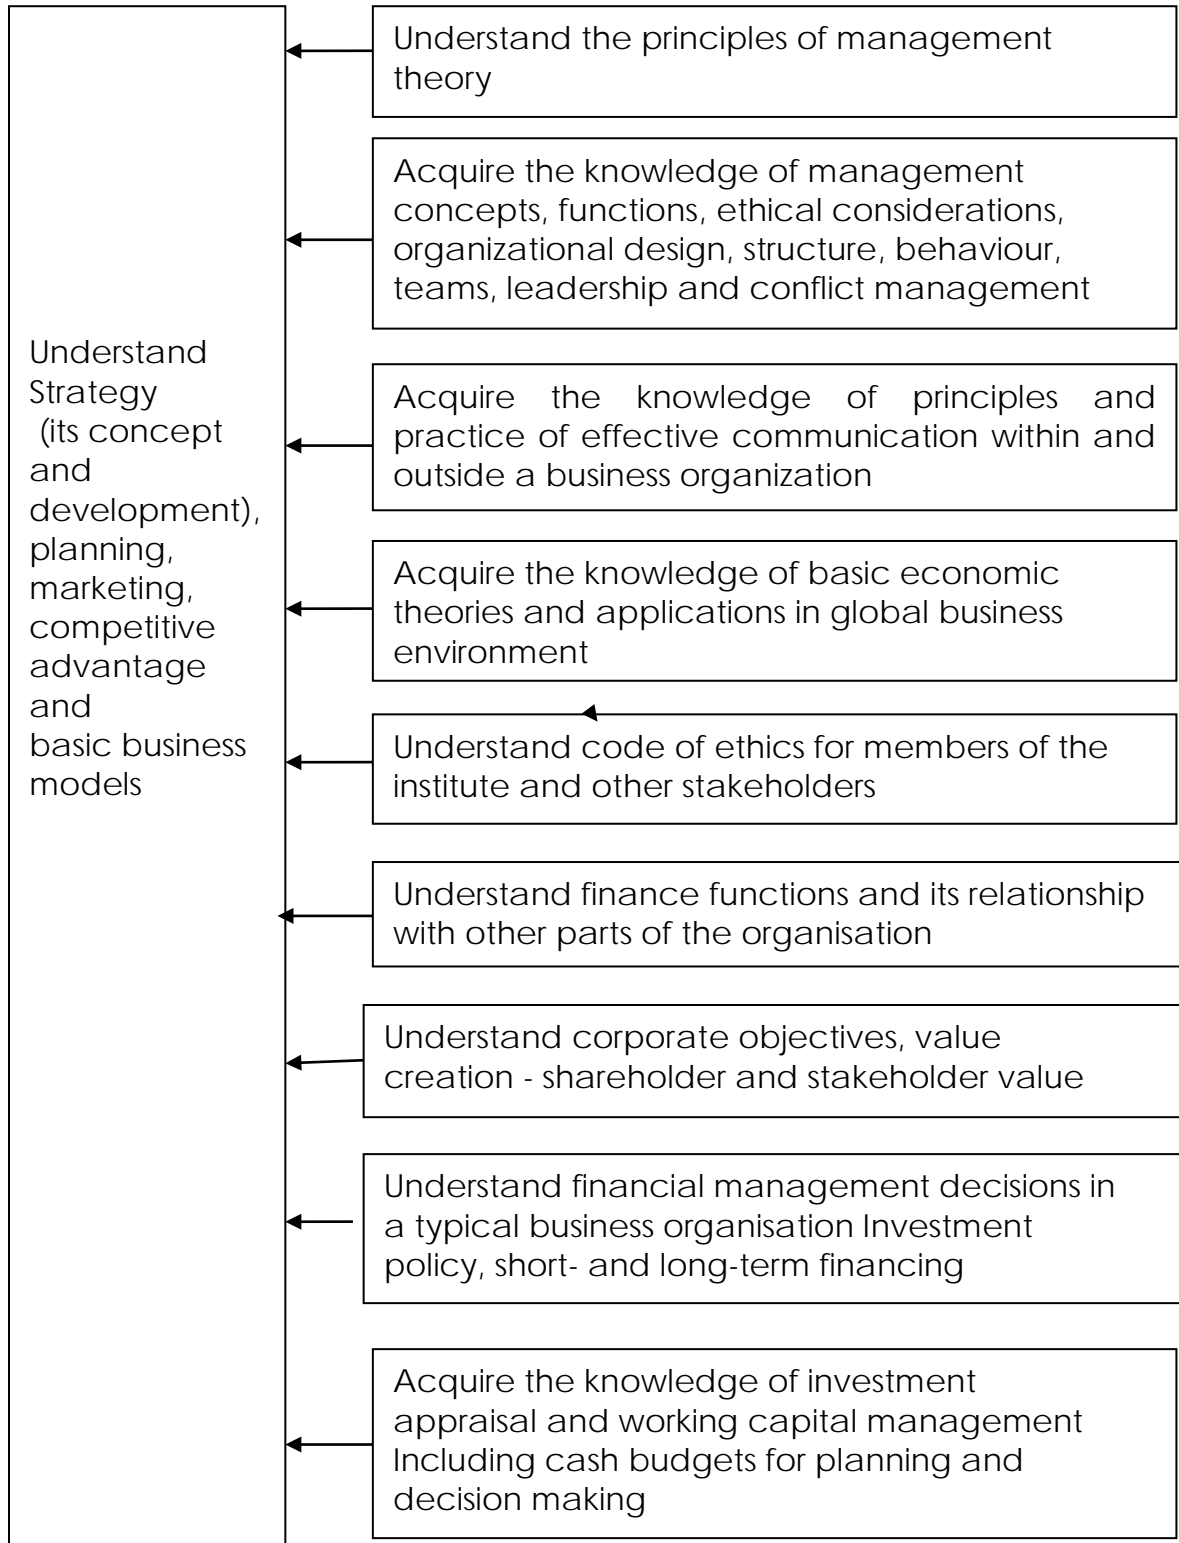 Understand the principles of management
theory
Acquire the knowledge of management
concepts, functions, ethical considerations,
organizational design, structure, behaviour,
teams, leadership and conflict management
Understand
Strategy
(its concept
and
development),
planning,
marketing,
competitive
advantage
and
basic business
models
Acquire the knowledge of principles and
practice of effective communication within and
outside a business organization
Acquire the knowledge of basic economic
theories and applications in global business
environment
Understand code of ethics for members of the
institute and other stakeholders
Understand finance functions and its relationship
with other parts of the organisation
Understand corporate objectives, value
creation - shareholder and stakeholder value
Understand financial management decisions in
a typical business organisation Investment
policy, short- and long-term financing
Acquire the knowledge of investment
appraisal and working capital management
Including cash budgets for planning and
decision making